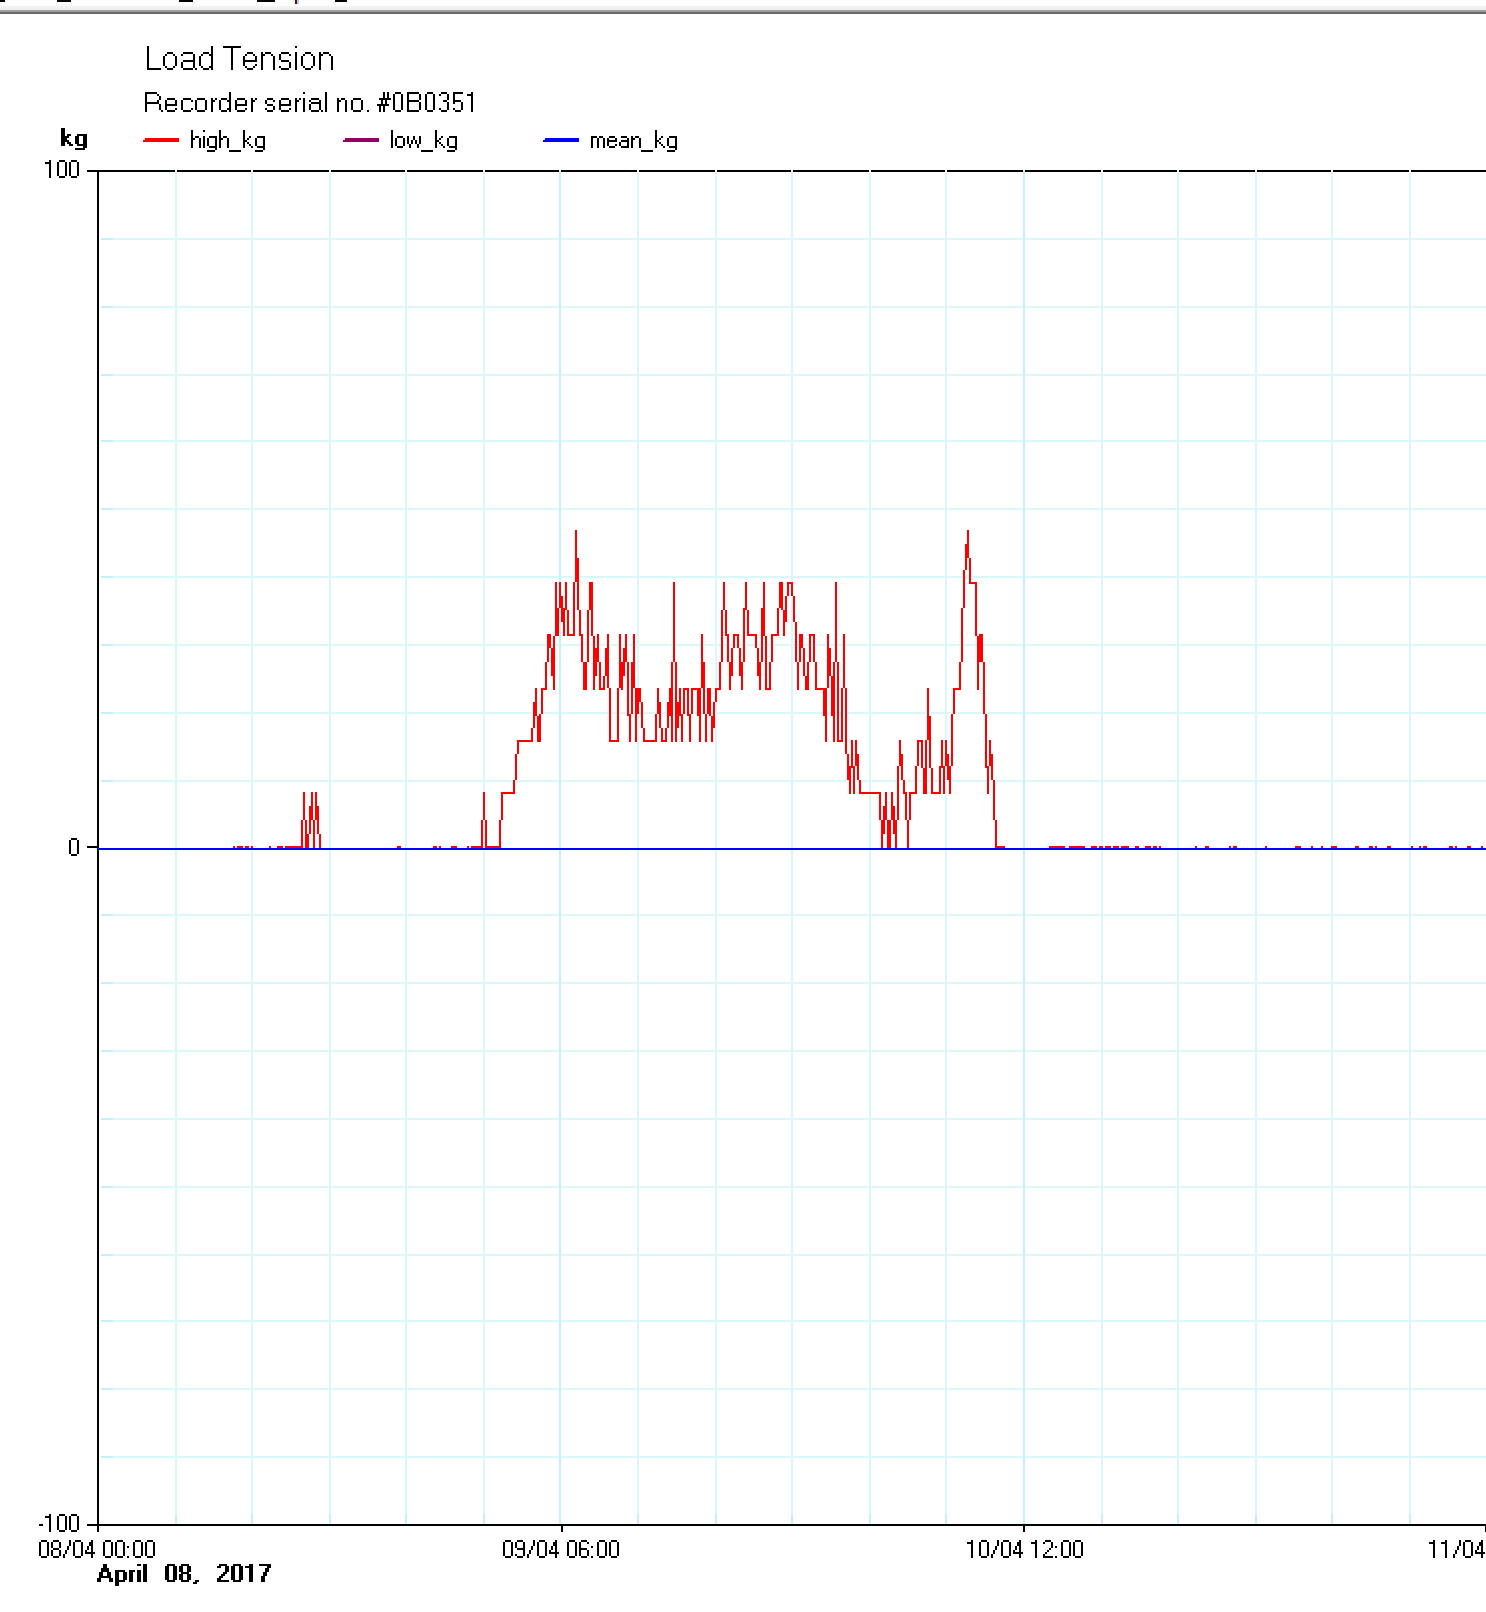 Load Tension
Recorder serial no. #0B0351
kg high_kg low_kg mean_kg
100
0
-100
08/04 00:00 09/04 06:00 10/04 12:00 11/04
April 08, 2017